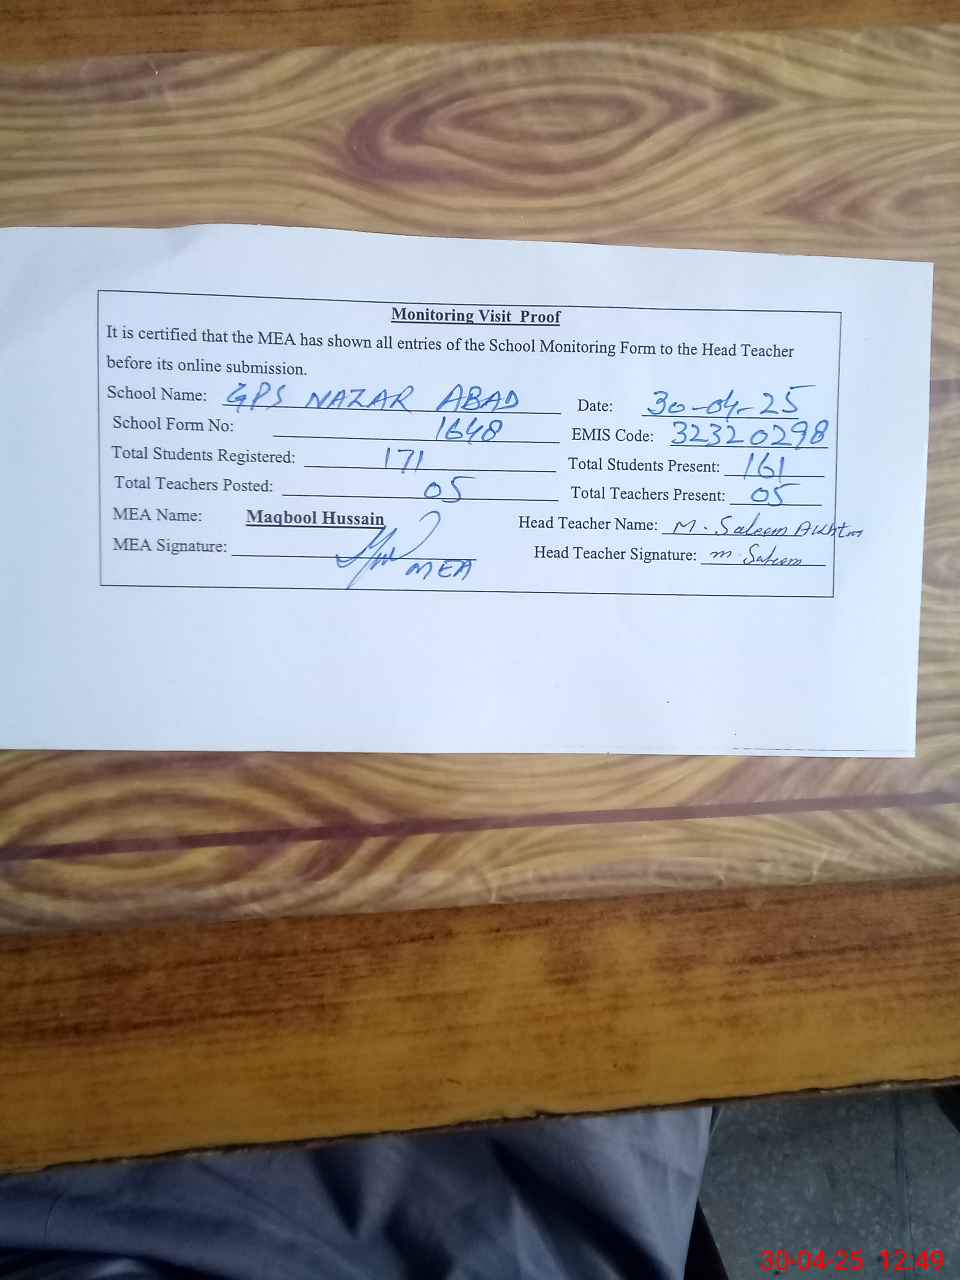 Monitoring Visit Proof
It is certified that the MEA has shown all entries of the School Monitoring Form to the Head Teacher
before its online submission.
School Name: GPS NAZAR ABAD Date: 30-04-25
School Form No: 1648 EMIS Code: 32320298
Total Students Registered: 171 Total Students Present: 161
Total Teachers Posted: 05 Total Teachers Present: 05
MEA Name: Maqbool Hussain Head Teacher Name: M. Saleem Akhtar
MEA Signature: MEA Head Teacher Signature: M. Saleem
30-04-25 12:49